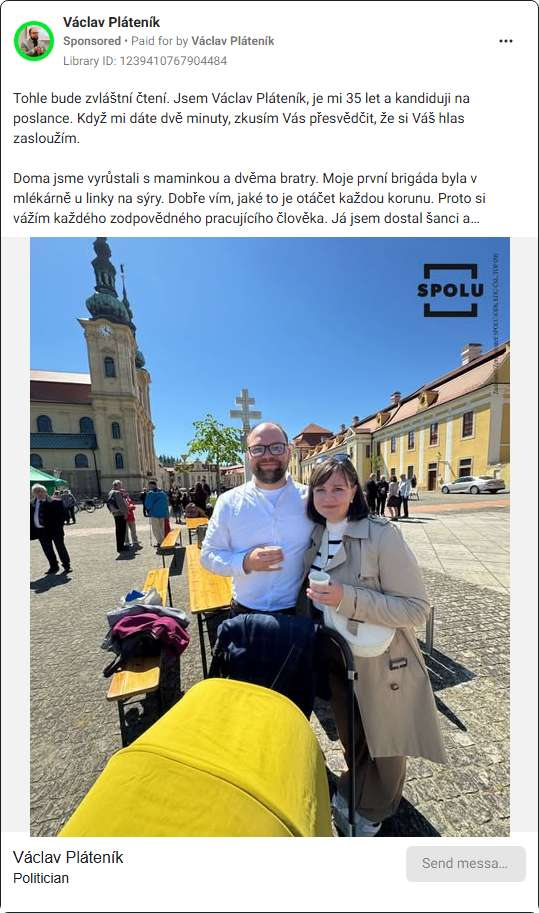 Václav Pláteník
Sponsored • Paid for by Václav Pláteník
Library ID: 1239410767904484
Tohle bude zvláštní čtení. Jsem Václav Pláteník, je mi 35 let a kandiduji na
poslance. Když mi dáte dvě minuty, zkusím Vás přesvědčit, že si Váš hlas
zasloužím.
Doma jsme vyrůstali s maminkou a dvěma bratry. Moje první brigáda byla v
mlékárně u linky na sýry. Dobře vím, jaké to je otáčet každou korunu. Proto si
vážím každého zodpovědného pracujícího člověka. Já jsem dostal šanci a...
SPOLU
Václav Pláteník
Politician
Send messa...